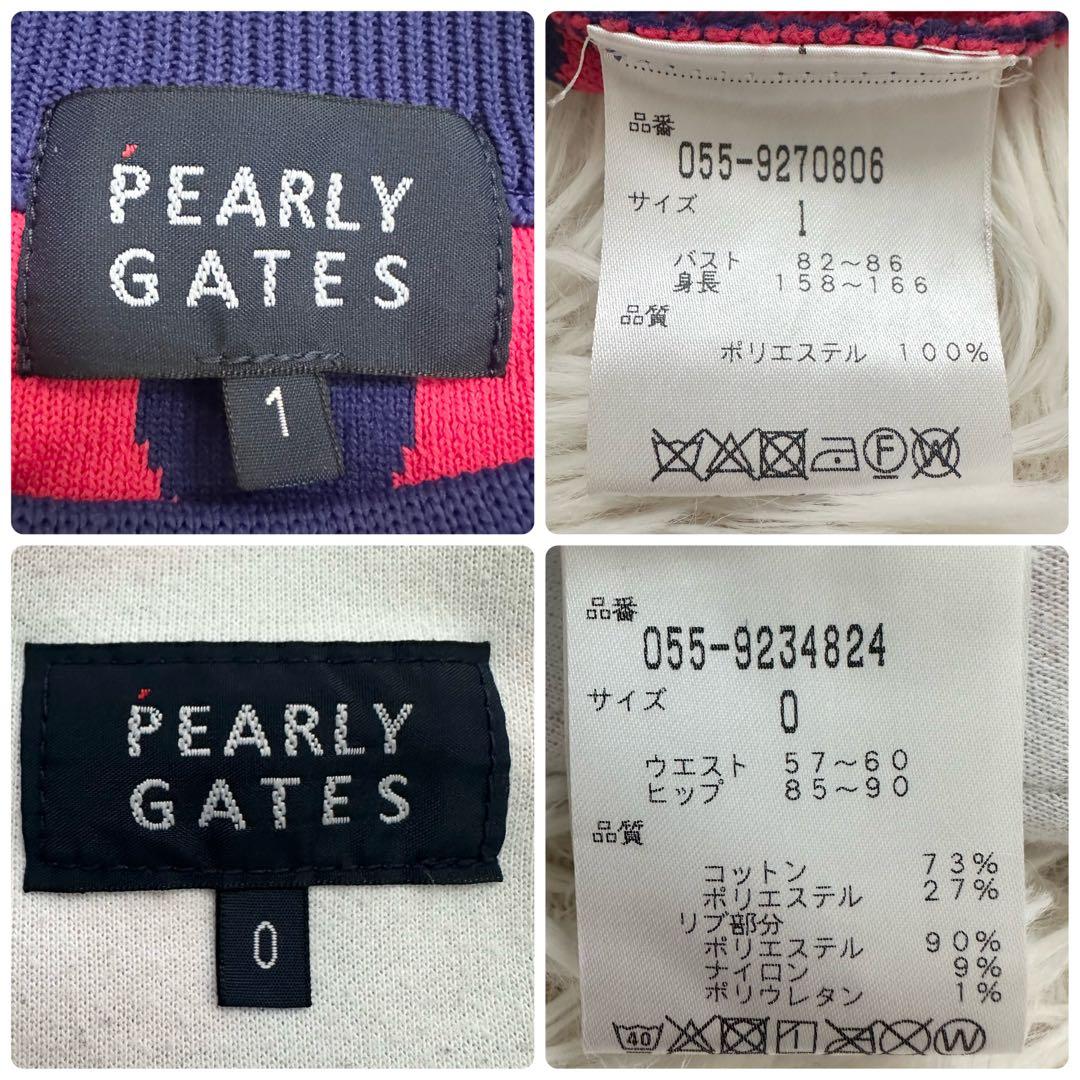 PEARLY
GATES
1
品番
055-9270806
サイズ
1
バスト 82～86
身長 158～166
品質
ポリエステル 100%
F
W
PEARLY
GATES
0
品番
055-9234824
サイズ
0
ウエスト 57～60
ヒップ 85～90
品質
コットン 73%
ポリエステル 27%
リブ部分
ポリエステル 90%
ナイロン 9%
ポリウレタン 1%
40
W